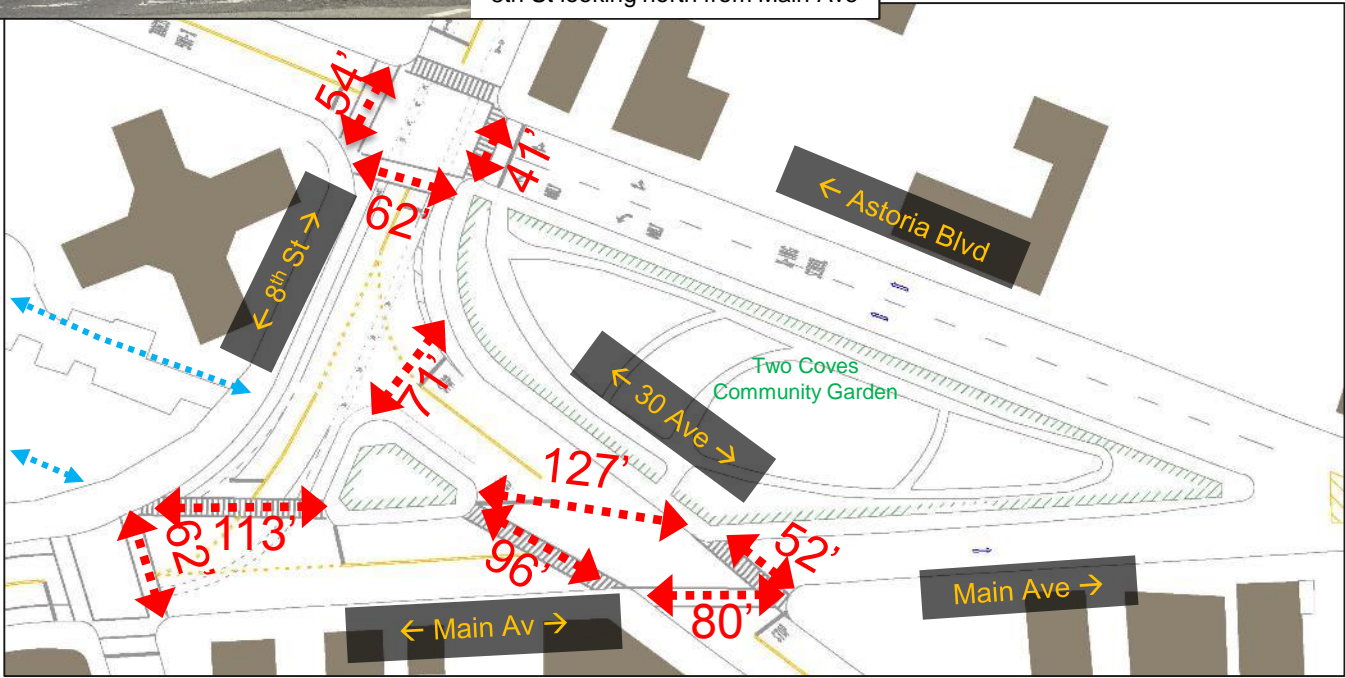 8th St looking north from Main Ave
54’
41’
62’
← Astoria Blvd
← 8th St →
71’
Two Coves
Community Garden
← 30 Ave →
127’
113’
62’
96’
52’
80’
← Main Av →
Main Ave →